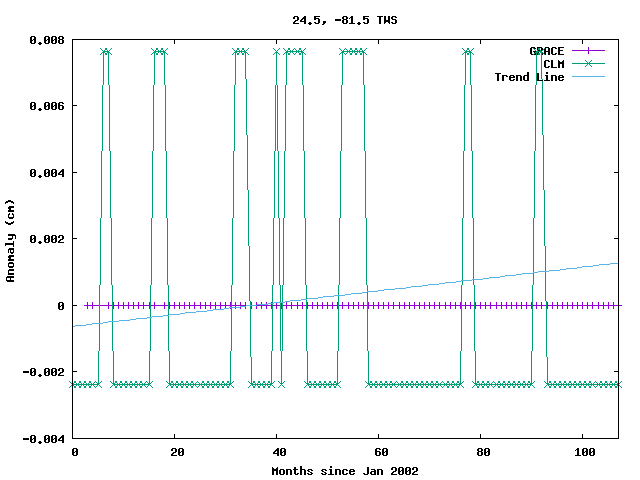 24.5, -81.5 TWS
0.008
GRACE
CLM
Trend Line
0.006
0.004
0.002
0
-0.002
-0.004
Anomaly (cm)
0 20 40 60 80 100
Months since Jan 2002